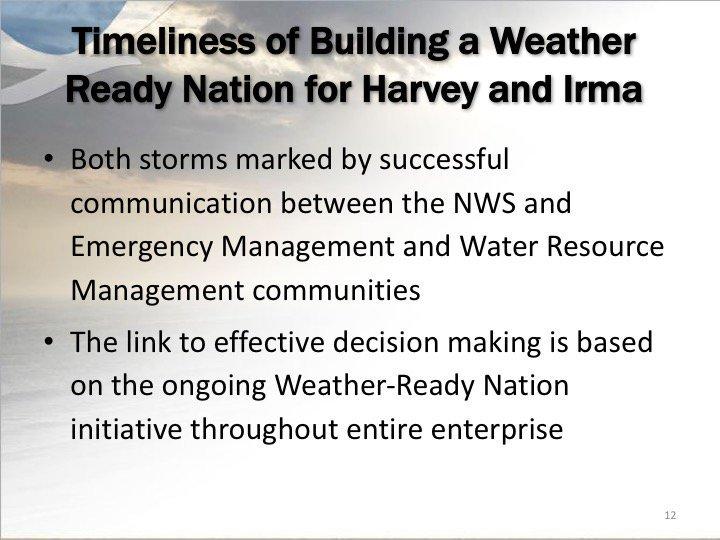 Timeliness of Building a Weather
Ready Nation for Harvey and Irma
• Both storms marked by successful
communication between the NWS and
Emergency Management and Water Resource
Management communities
• The link to effective decision making is based
on the ongoing Weather-Ready Nation
initiative throughout entire enterprise
12